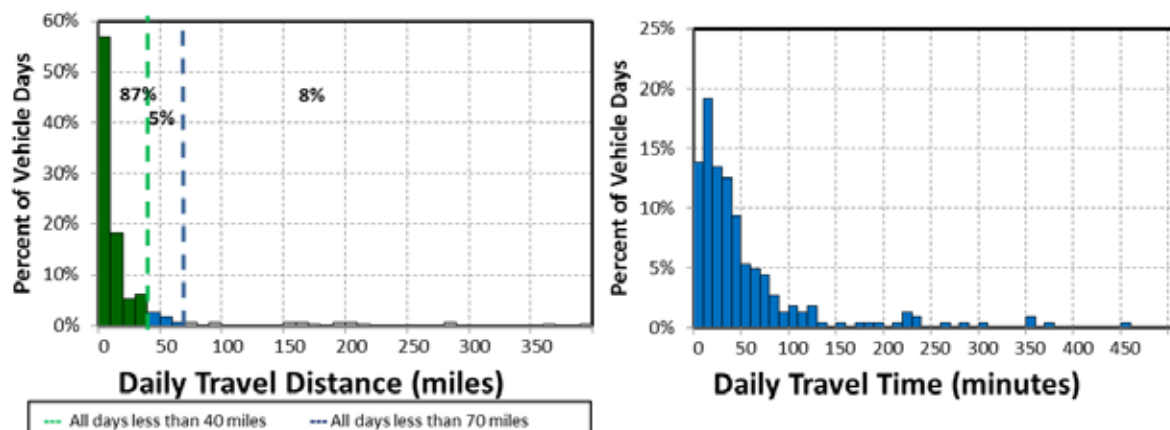 60%
50%
40%
30%
20%
10%
0%
Percent of Vehicle Days
87%
5%
8%
0 50 100 150 200 250 300 350
Daily Travel Distance (miles)
All days less than 40 miles All days less than 70 miles
25%
20%
15%
10%
5%
0%
Percent of Vehicle Days
0 50 100 150 200 250 300 350 400 450
Daily Travel Time (minutes)